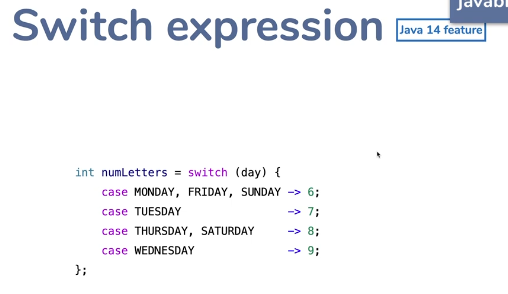 Switch expression
Java 14 feature
int numLetters = switch (day) {
    case MONDAY, FRIDAY, SUNDAY -> 6;
    case TUESDAY                -> 7;
    case THURSDAY, SATURDAY     -> 8;
    case WEDNESDAY              -> 9;
};